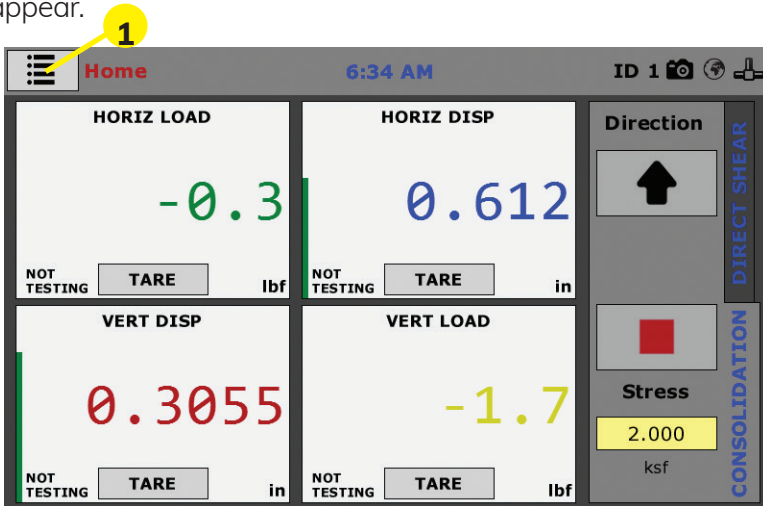 appear.
1
Home
6:34 AM
ID 1
HORIZ LOAD
-0.3
NOT
TESTING
TARE
lbf
HORIZ DISP
0.612
NOT
TESTING
TARE
in
VERT DISP
0.3055
NOT
TESTING
TARE
in
VERT LOAD
-1.7
NOT
TESTING
TARE
lbf
Direction
Stress
2.000
ksf
DIRECT SHEAR
CONSOLIDATION